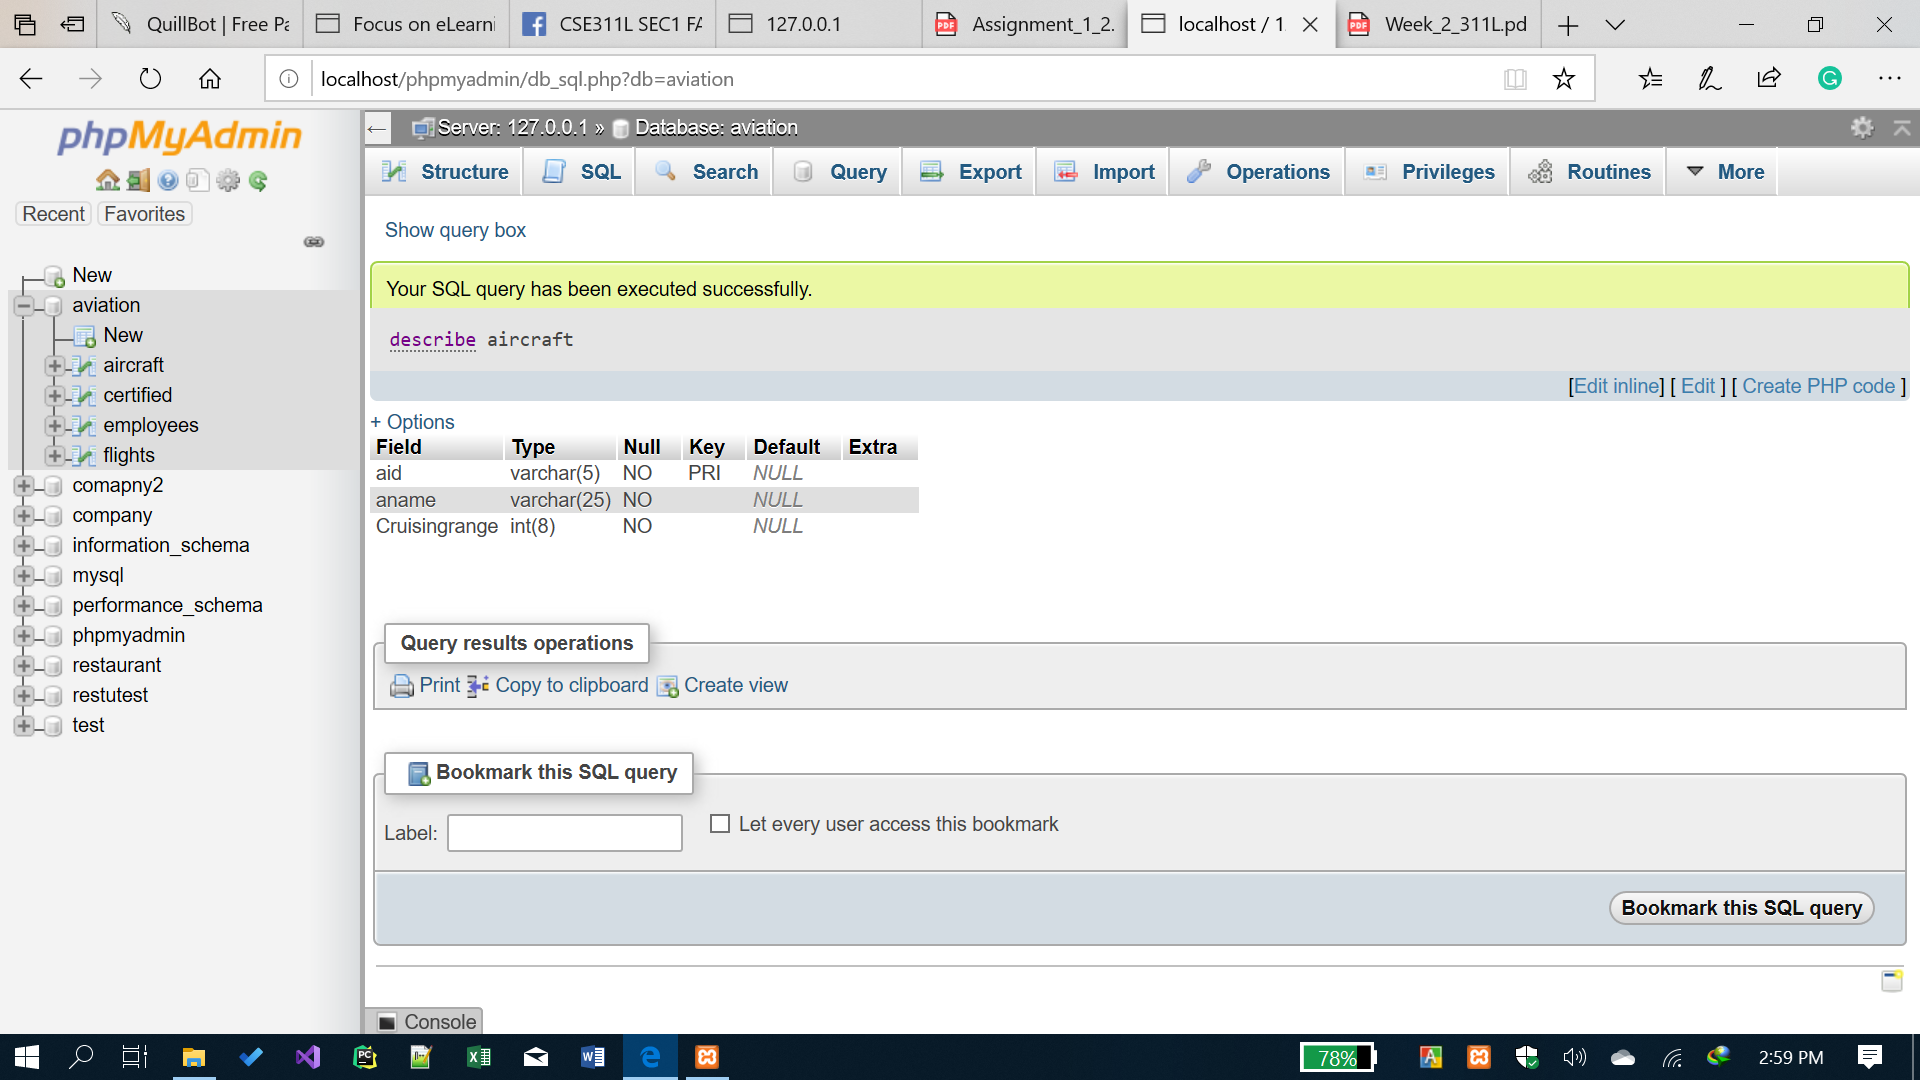 QuillBot | Free Pa
Focus on eLearni
CSE311L SEC1 FA
127.0.0.1
Assignment_1_2.
localhost / 1
Week_2_311L.pd
localhost/phpmyadmin/db_sql.php?db=aviation
phpMyAdmin
Recent Favorites
New
aviation
New
aircraft
certified
employees
flights
comapny2
company
information_schema
mysql
performance_schema
phpmyadmin
restaurant
restutest
test
Server: 127.0.0.1 » Database: aviation
Structure SQL Search Query Export Import Operations Privileges Routines More
Show query box
Your SQL query has been executed successfully.
describe aircraft
[Edit inline] [ Edit ] [ Create PHP code ]
+ Options
Field Type Null Key Default Extra
aid varchar(5) NO PRI NULL
aname varchar(25) NO NULL
Cruisingrange int(8) NO NULL
Query results operations
Print Copy to clipboard Create view
Bookmark this SQL query
Label: Let every user access this bookmark
Bookmark this SQL query
Console
78% 2:59 PM